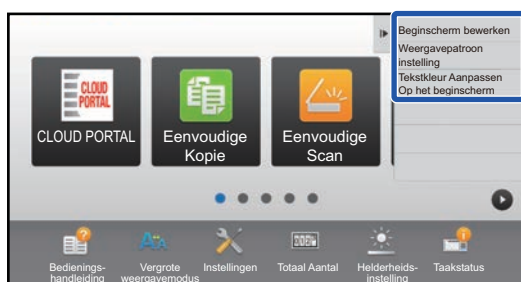 Beginscherm bewerken
Weergavepatroon
instelling
Tekstkleur Aanpassen
Op het beginscherm
CLOUD
PORTAL
CLOUD PORTAL
Eenvoudige
Kopie
Eenvoudige
Scan
Bedienings-
handleiding
Vergrote
weergavemodus
Instellingen
Totaal Aantal
Helderheids-
instelling
Taakstatus